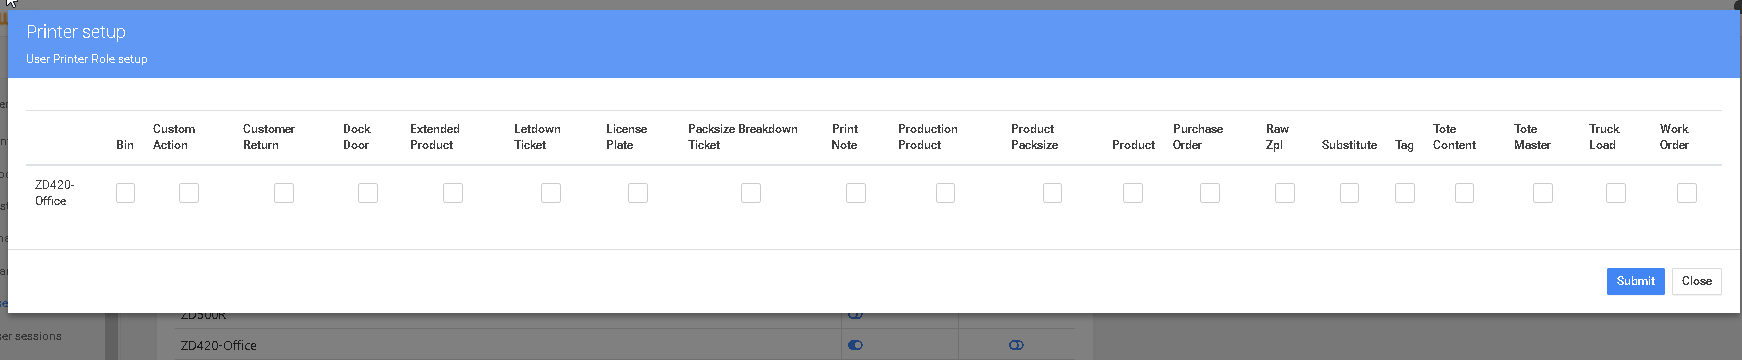 Printer setup
User Printer Role setup
Bin
Custom
Action
Customer
Return
Dock
Door
Extended
Product
Letdown
Ticket
License
Plate
Packsize Breakdown
Ticket
Print
Note
Production
Product
Product
Packsize
Product
Purchase
Order
Raw
Zpl
Substitute
Tag
Tote
Content
Tote
Master
Truck
Load
Work
Order
ZD420-
Office
Submit
Close
ZD500R
er sessions
ZD420-Office